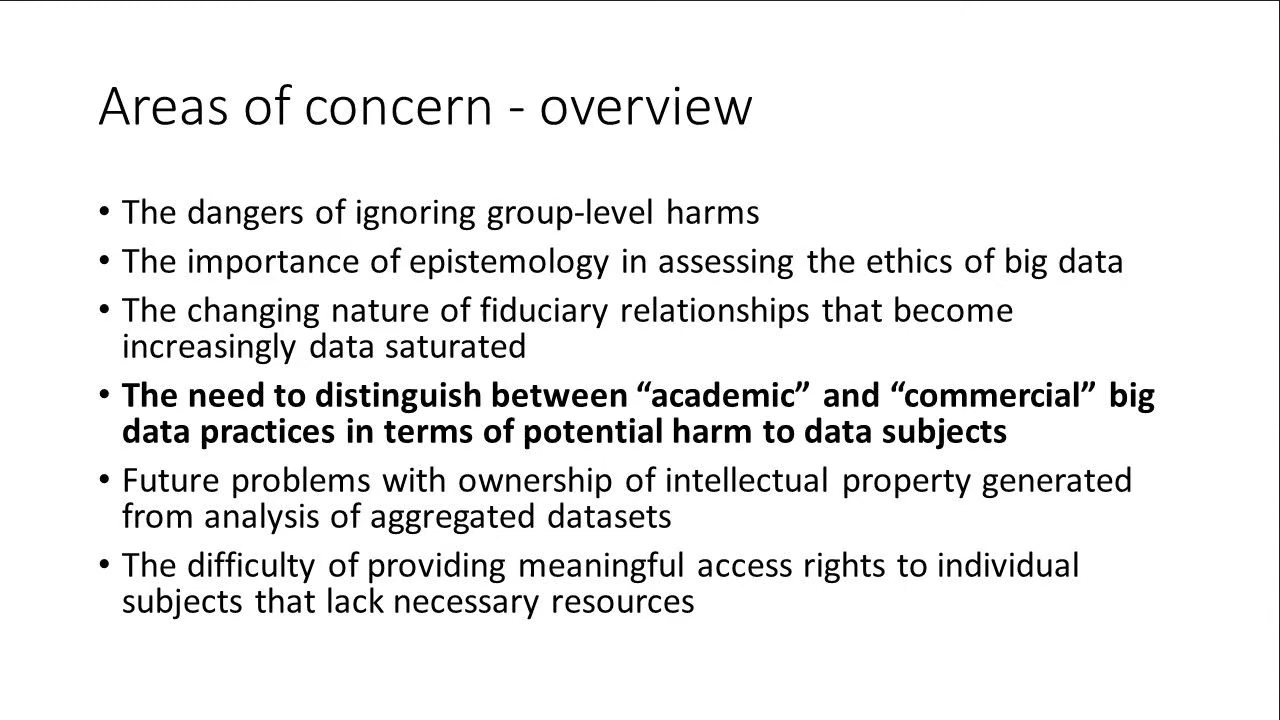 Areas of concern - overview
• The dangers of ignoring group-level harms
• The importance of epistemology in assessing the ethics of big data
• The changing nature of fiduciary relationships that become
increasingly data saturated
• The need to distinguish between “academic” and “commercial” big
data practices in terms of potential harm to data subjects
• Future problems with ownership of intellectual property generated
from analysis of aggregated datasets
• The difficulty of providing meaningful access rights to individual
subjects that lack necessary resources